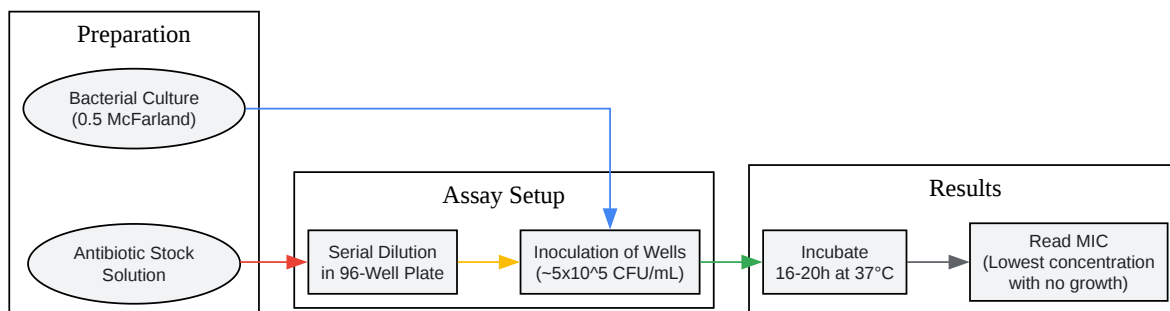 Preparation
Bacterial Culture
(0.5 McFarland)
Antibiotic Stock
Solution
Assay Setup
Serial Dilution
in 96-Well Plate
Inoculation of Wells
(~5x10^5 CFU/mL)
Results
Incubate
16-20h at 37°C
Read MIC
(Lowest concentration
with no growth)